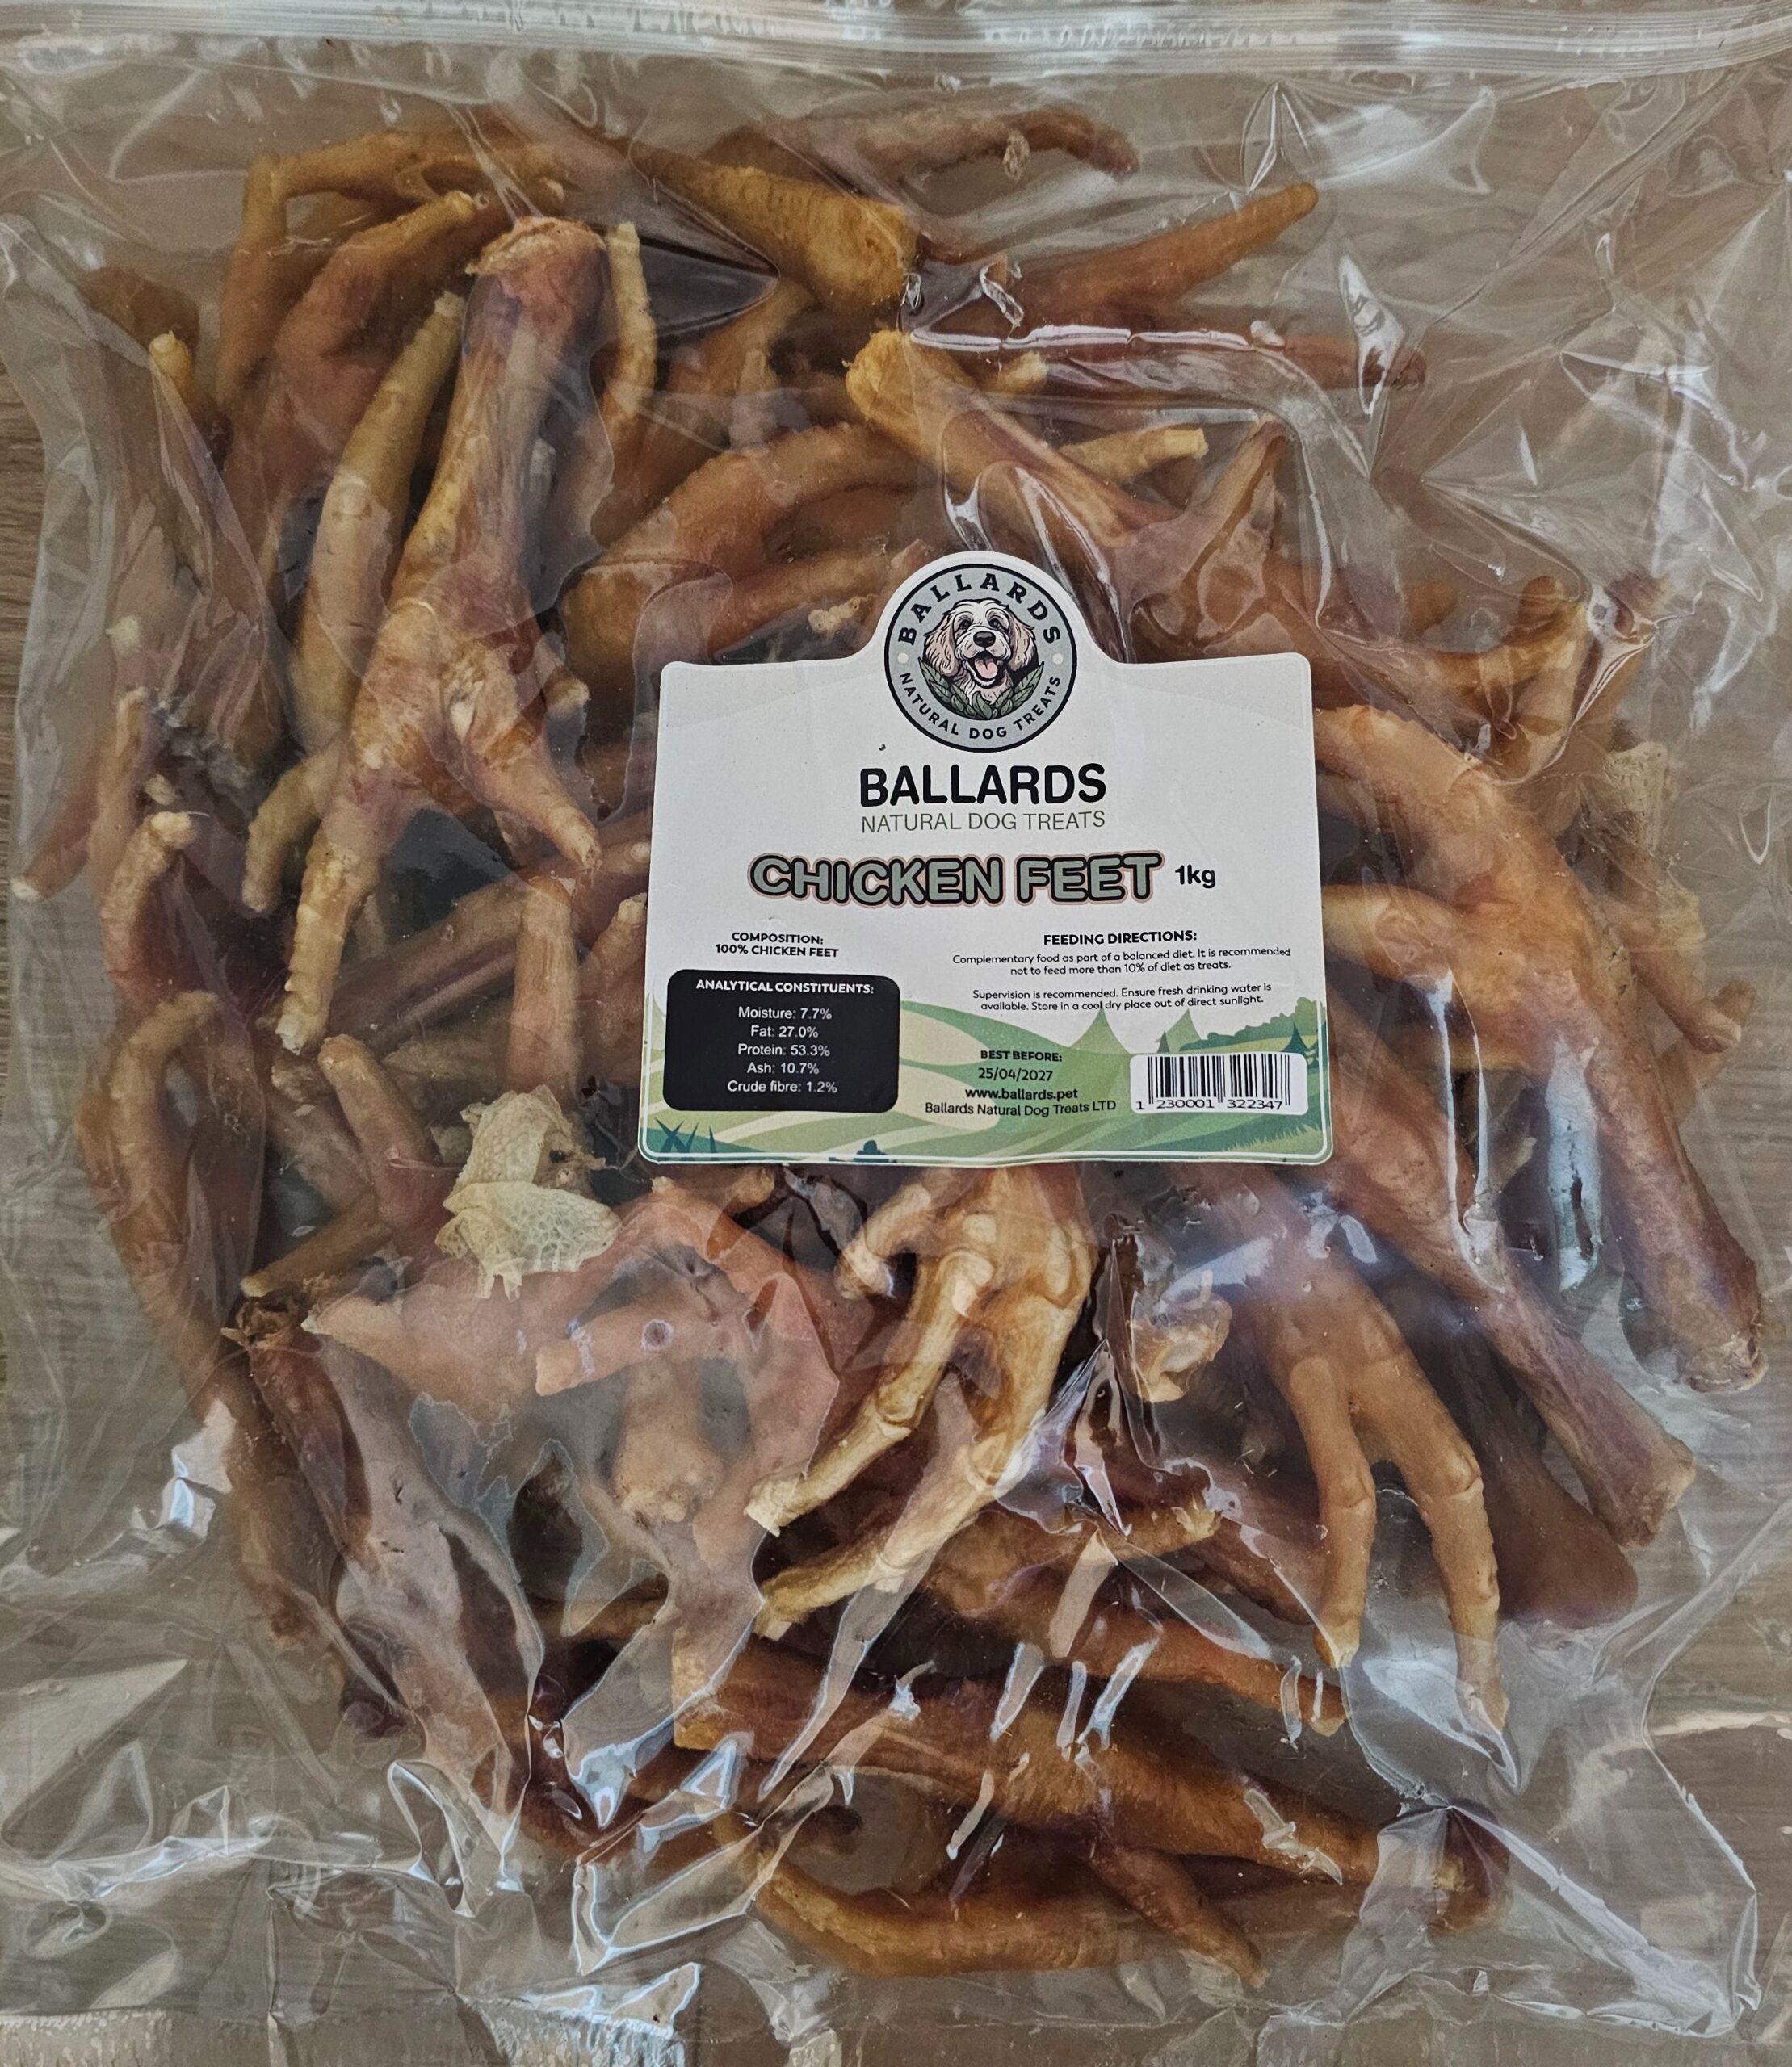 BALLARDS
NATURAL DOG TREATS
BALLARDS
NATURAL DOG TREATS
CHICKEN FEET 1kg
COMPOSITION:
100% CHICKEN FEET
ANALYTICAL CONSTITUENTS:
Moisture: 7.7%
Fat: 27.0%
Protein: 53.3%
Ash: 10.7%
Crude fibre: 1.2%
FEEDING DIRECTIONS:
Complementary food as part of a balanced diet. It is recommended
not to feed more than 10% of diet as treats.
Supervision is recommended. Ensure fresh drinking water is
available. Store in a cool dry place out of direct sunlight.
BEST BEFORE:
25/04/2027
www.ballards.pet
Ballards Natural Dog Treats LTD
1 230001 322347